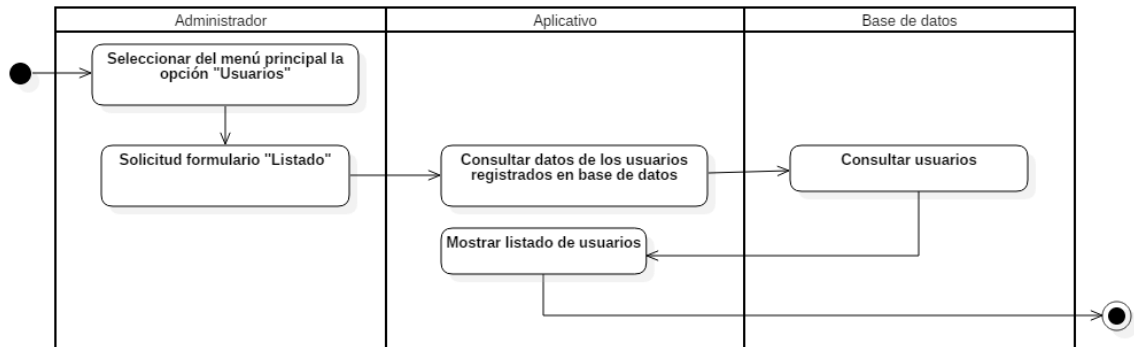 Administrador
Aplicativo
Base de datos
Seleccionar del menú principal la
opción "Usuarios"
Solicitud formulario "Listado"
Consultar datos de los usuarios
registrados en base de datos
Consultar usuarios
Mostrar listado de usuarios